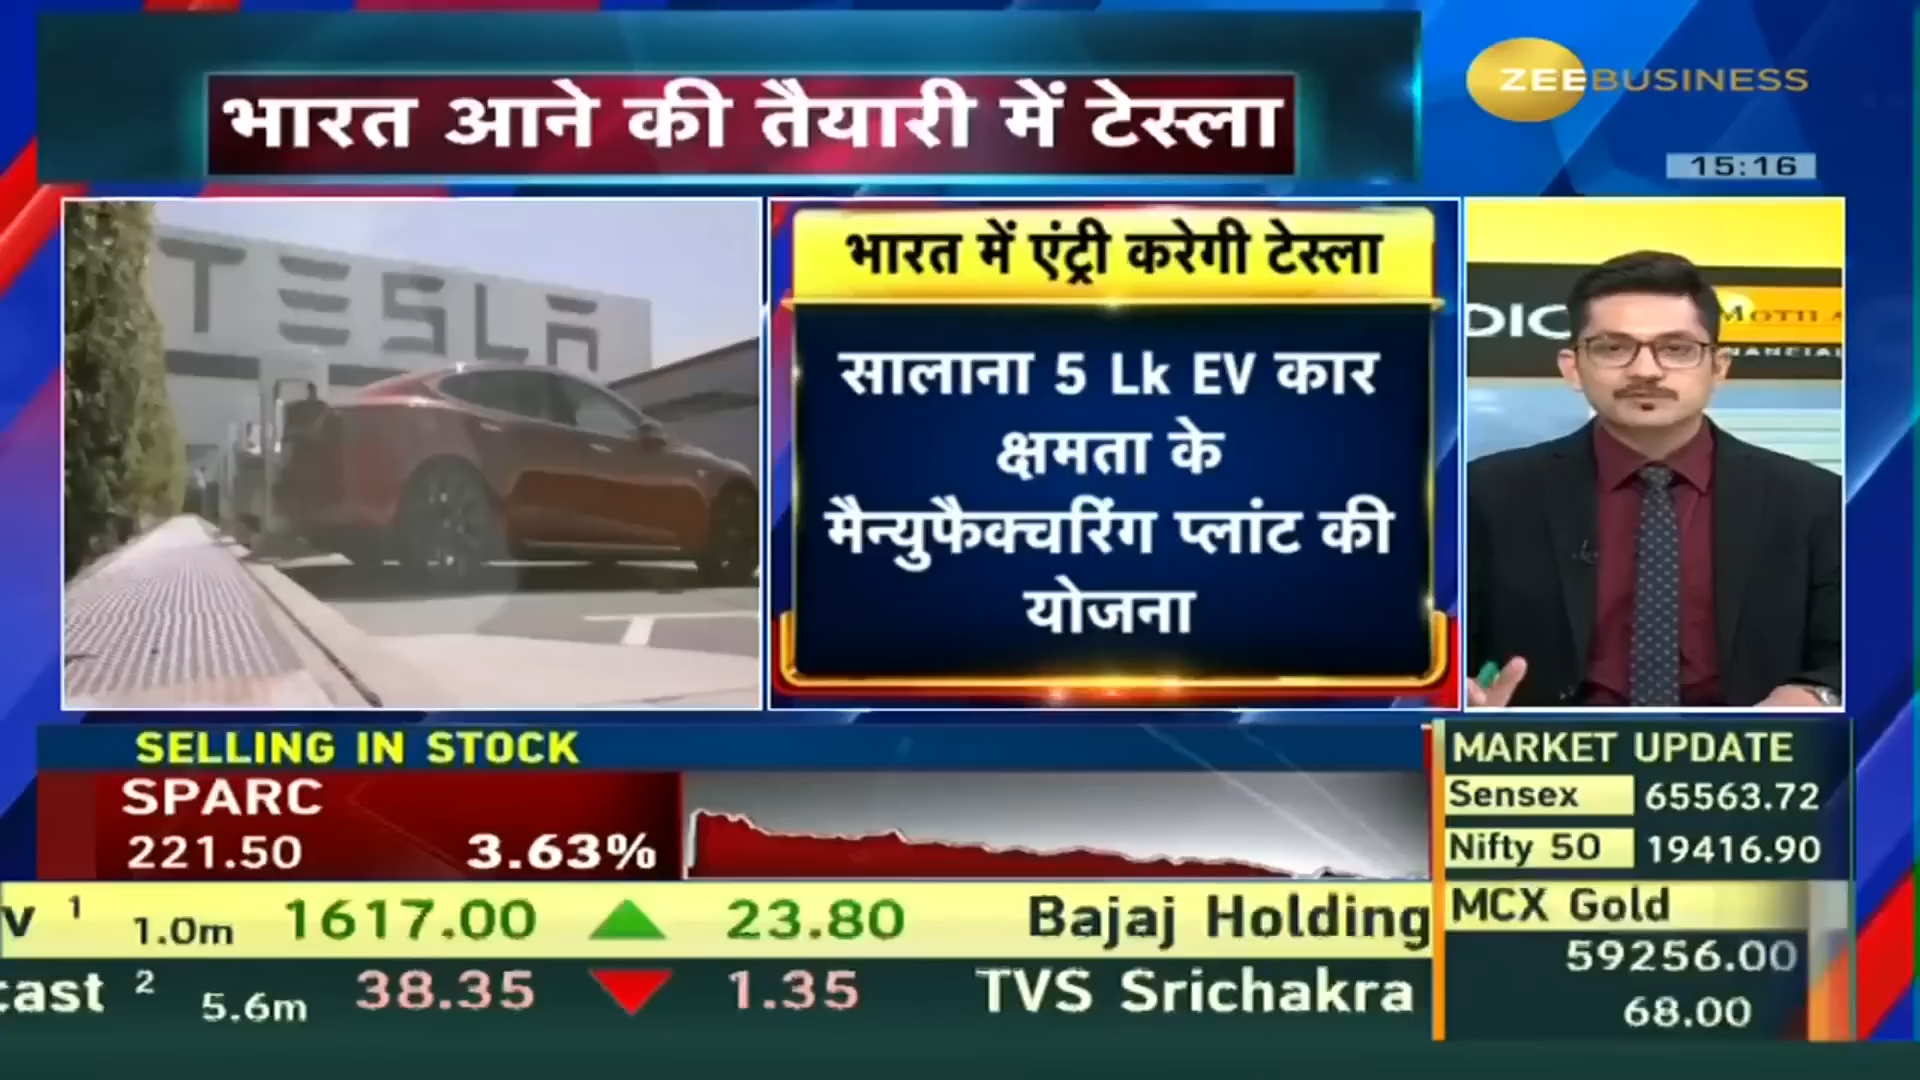 भारत आने की तैयारी में टेस्ला
ZEEBUSINESS
15:16
TESLA
भारत में एंट्री करेगी टेस्ला
सालाना 5 Lk EV कार
क्षमता के
मैन्युफैक्चरिंग प्लांट की
योजना
SELLING IN STOCK
SPARC
221.50 3.63%
MARKET UPDATE
Sensex 65563.72
Nifty 50 19416.90
MCX Gold
59256.00
68.00
v 1 1.0m 1617.00 ▲ 23.80 Bajaj Holding
cast 2 5.6m 38.35 ▼ 1.35 TVS Srichakra